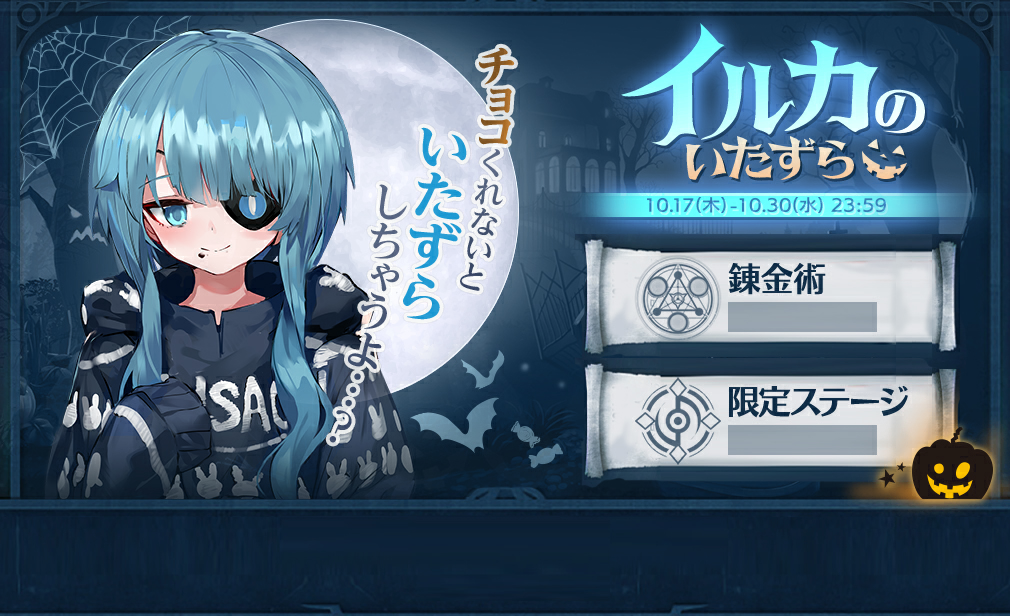 チョコくれないと
いたずら
しちゃうよ…?
イルカの
いたずら
10.17(木)-10.30(水) 23:59
錬金術
限定ステージ